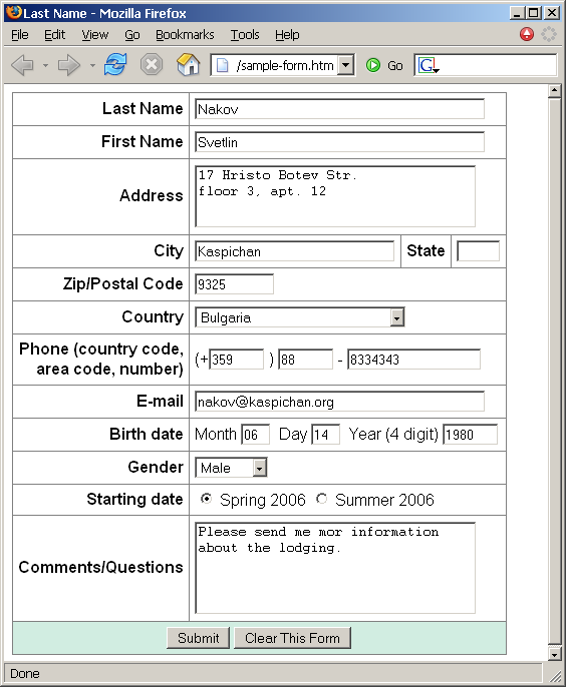 Last Name - Mozilla Firefox
File Edit View Go Bookmarks Tools Help
/sample-form.htm Go G
Last Name Nakov
First Name Svetlin
17 Hristo Botev Str.
Address floor 3, apt. 12
City Kaspichan State
Zip/Postal Code 9325
Country Bulgaria
Phone (country code,
area code, number) (+359 ) 88 - 8334343
E-mail nakov@kaspichan.org
Birth date Month 06 Day 14 Year (4 digit) 1980
Gender Male
Starting date Spring 2006 Summer 2006
Please send me mor information
about the lodging.
Comments/Questions
Submit Clear This Form
Done